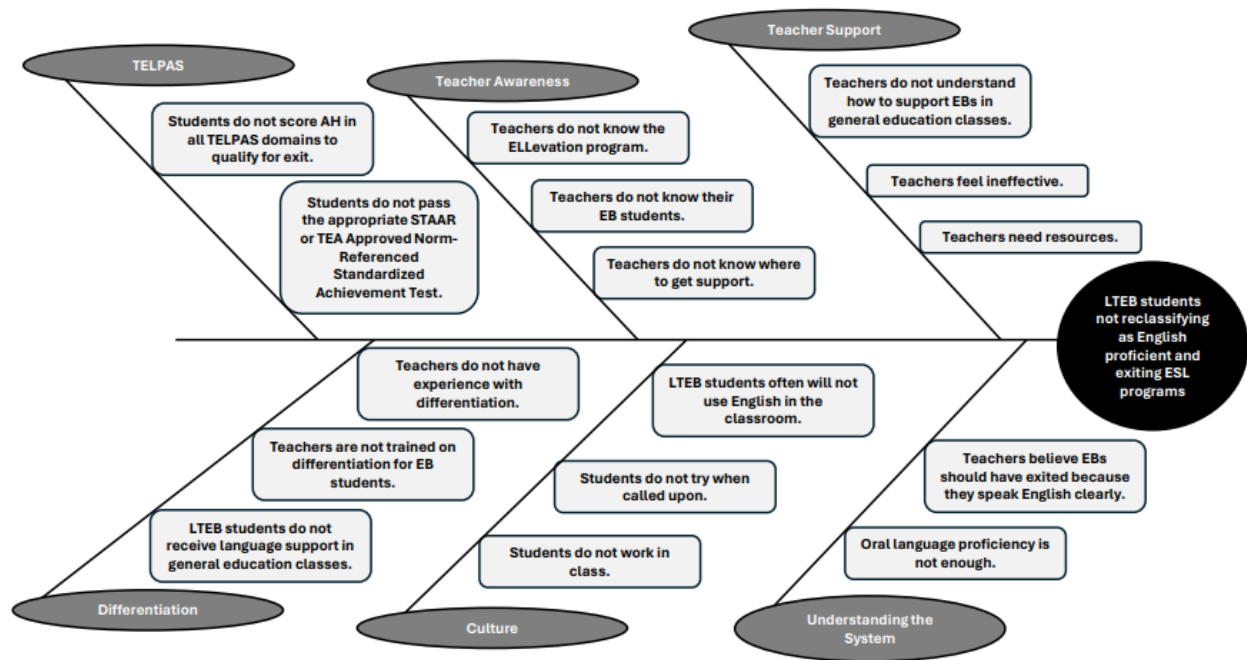 TELPAS
Students do not score AH in
all TELPAS domains to
qualify for exit.
Students do not pass
the appropriate STAAR
or TEA Approved Norm-
Referenced
Standardized
Achievement Test.
Teacher Awareness
Teachers do not know the
ELLevation program.
Teachers do not know their
EB students.
Teachers do not know where
to get support.
Teacher Support
Teachers do not understand
how to support EBs in
general education classes.
Teachers feel ineffective.
Teachers need resources.
LTEB students
not reclassifying
as English
proficient and
exiting ESL
programs
Teachers do not have
experience with
differentiation.
Teachers are not trained on
differentiation for EB
students.
LTEB students do not
receive language support in
general education classes.
Differentiation
LTEB students often will not
use English in the
classroom.
Students do not try when
called upon.
Students do not work in
class.
Culture
Teachers believe EBs
should have exited because
they speak English clearly.
Oral language proficiency is
not enough.
Understanding the
System